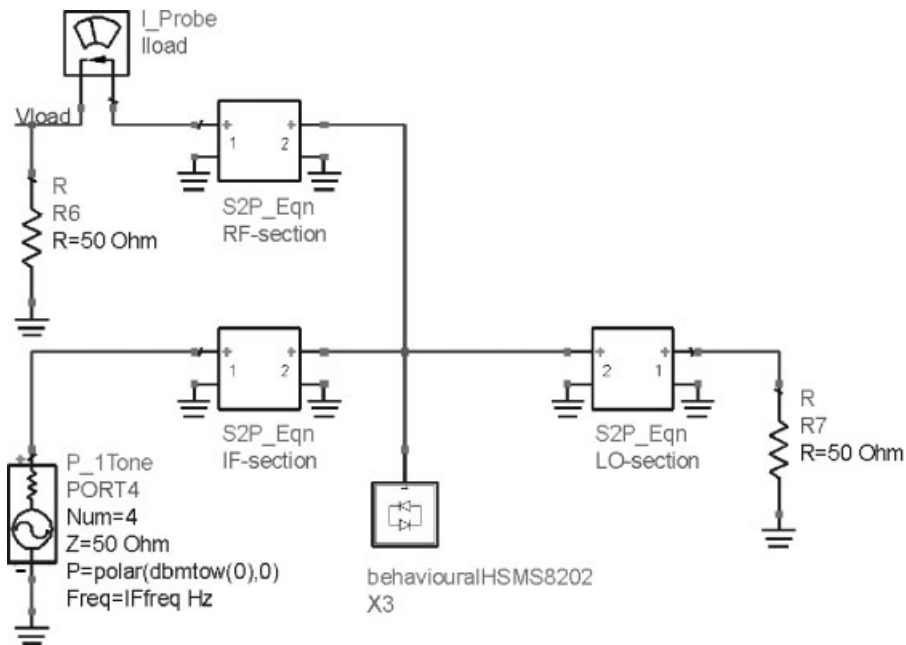 I_Probe
Iload
Vload
+ +
1 2
R
R6
R=50 Ohm
S2P_Eqn
RF-section
+ +
1 2
+ +
2 1
S2P_Eqn
IF-section
S2P_Eqn
LO-section
R
R7
R=50 Ohm
+
P_1Tone
PORT4
Num=4
Z=50 Ohm
P=polar(dbmtow(0),0)
Freq=IFfreq Hz
-
1
behaviouralHSMS8202
X3